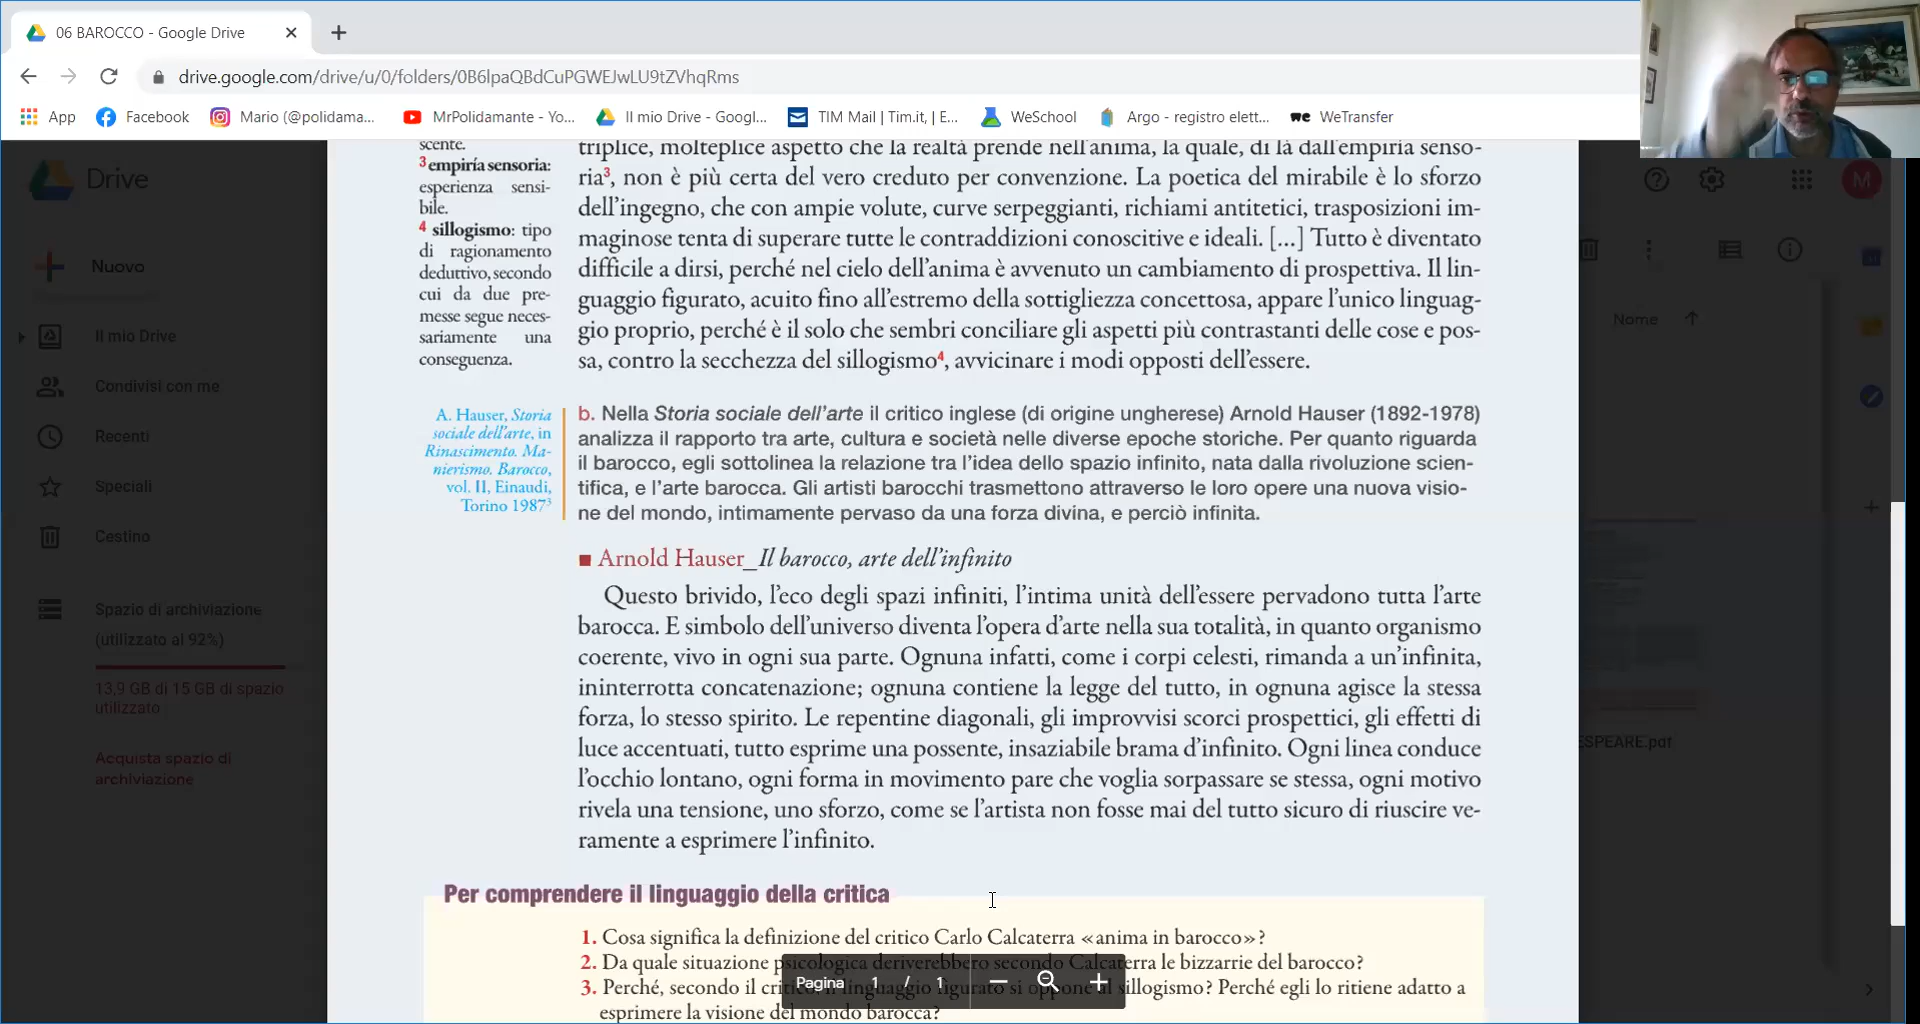 06 BAROCCO - Google Drive
drive.google.com/drive/u/0/folders/0B6lpaQBdCuPGWEJwLU9tZVhqRms
App Facebook Mario (@polidama... MrPolidamante - Yo... Il mio Drive - Googl... TIM Mail | Tim.it, | E... WeSchool Argo - registro elett... WeTransfer
Drive
M
Nuovo
Il mio Drive
Condivisi con me
Recenti
Speciali
Cestino
Spazio di archiviazione
(utilizzato al 92%)
13,9 GB di 15 GB di spazio
utilizzato
Acquista spazio di
archiviazione
Nome
ESPEARE.pdf
scente.
3 empiría sensoria:
esperienza sensi-
bile.
4 sillogismo: tipo
di ragionamento
deduttivo, secondo
cui da due pre-
messe segue neces-
sariamente una
conseguenza.
triplice, molteplice aspetto che la realtà prende nell'anima, la quale, di là dall'empiria senso-
ria3, non è più certa del vero creduto per convenzione. La poetica del mirabile è lo sforzo
dell'ingegno, che con ampie volute, curve serpeggianti, richiami antitetici, trasposizioni im-
maginose tenta di superare tutte le contraddizioni conoscitive e ideali. [...] Tutto è diventato
difficile a dirsi, perché nel cielo dell'anima è avvenuto un cambiamento di prospettiva. Il lin-
guaggio figurato, acuito fino all'estremo della sottigliezza concettosa, appare l'unico linguag-
gio proprio, perché è il solo che sembri conciliare gli aspetti più contrastanti delle cose e pos-
sa, contro la secchezza del sillogismo4, avvicinare i modi opposti dell'essere.
A. Hauser, Storia
sociale dell'arte, in
Rinascimento. Ma-
nierismo. Barocco,
vol. II, Einaudi,
Torino 1987³
b. Nella Storia sociale dell'arte il critico inglese (di origine ungherese) Arnold Hauser (1892-1978)
analizza il rapporto tra arte, cultura e società nelle diverse epoche storiche. Per quanto riguarda
il barocco, egli sottolinea la relazione tra l'idea dello spazio infinito, nata dalla rivoluzione scien-
tifica, e l'arte barocca. Gli artisti barocchi trasmettono attraverso le loro opere una nuova visio-
ne del mondo, intimamente pervaso da una forza divina, e perciò infinita.
■ Arnold Hauser_Il barocco, arte dell'infinito
Questo brivido, l'eco degli spazi infiniti, l'intima unità dell'essere pervadono tutta l'arte
barocca. E simbolo dell'universo diventa l'opera d'arte nella sua totalità, in quanto organismo
coerente, vivo in ogni sua parte. Ognuna infatti, come i corpi celesti, rimanda a un'infinita,
ininterrotta concatenazione; ognuna contiene la legge del tutto, in ognuna agisce la stessa
forza, lo stesso spirito. Le repentine diagonali, gli improvvisi scorci prospettici, gli effetti di
luce accentuati, tutto esprime una possente, insaziabile brama d'infinito. Ogni linea conduce
l'occhio lontano, ogni forma in movimento pare che voglia sorpassare se stessa, ogni motivo
rivela una tensione, uno sforzo, come se l'artista non fosse mai del tutto sicuro di riuscire ve-
ramente a esprimere l'infinito.
Per comprendere il linguaggio della critica
1. Cosa significa la definizione del critico Carlo Calcaterra «anima in barocco»?
2. Da quale situazione psicologica deriverebbero secondo Calcaterra le bizzarrie del barocco?
3. Perché, secondo il critico, il linguaggio figurato si oppone al sillogismo? Perché egli lo ritiene adatto a
esprimere la visione del mondo barocca?
Pagina 1 / 1